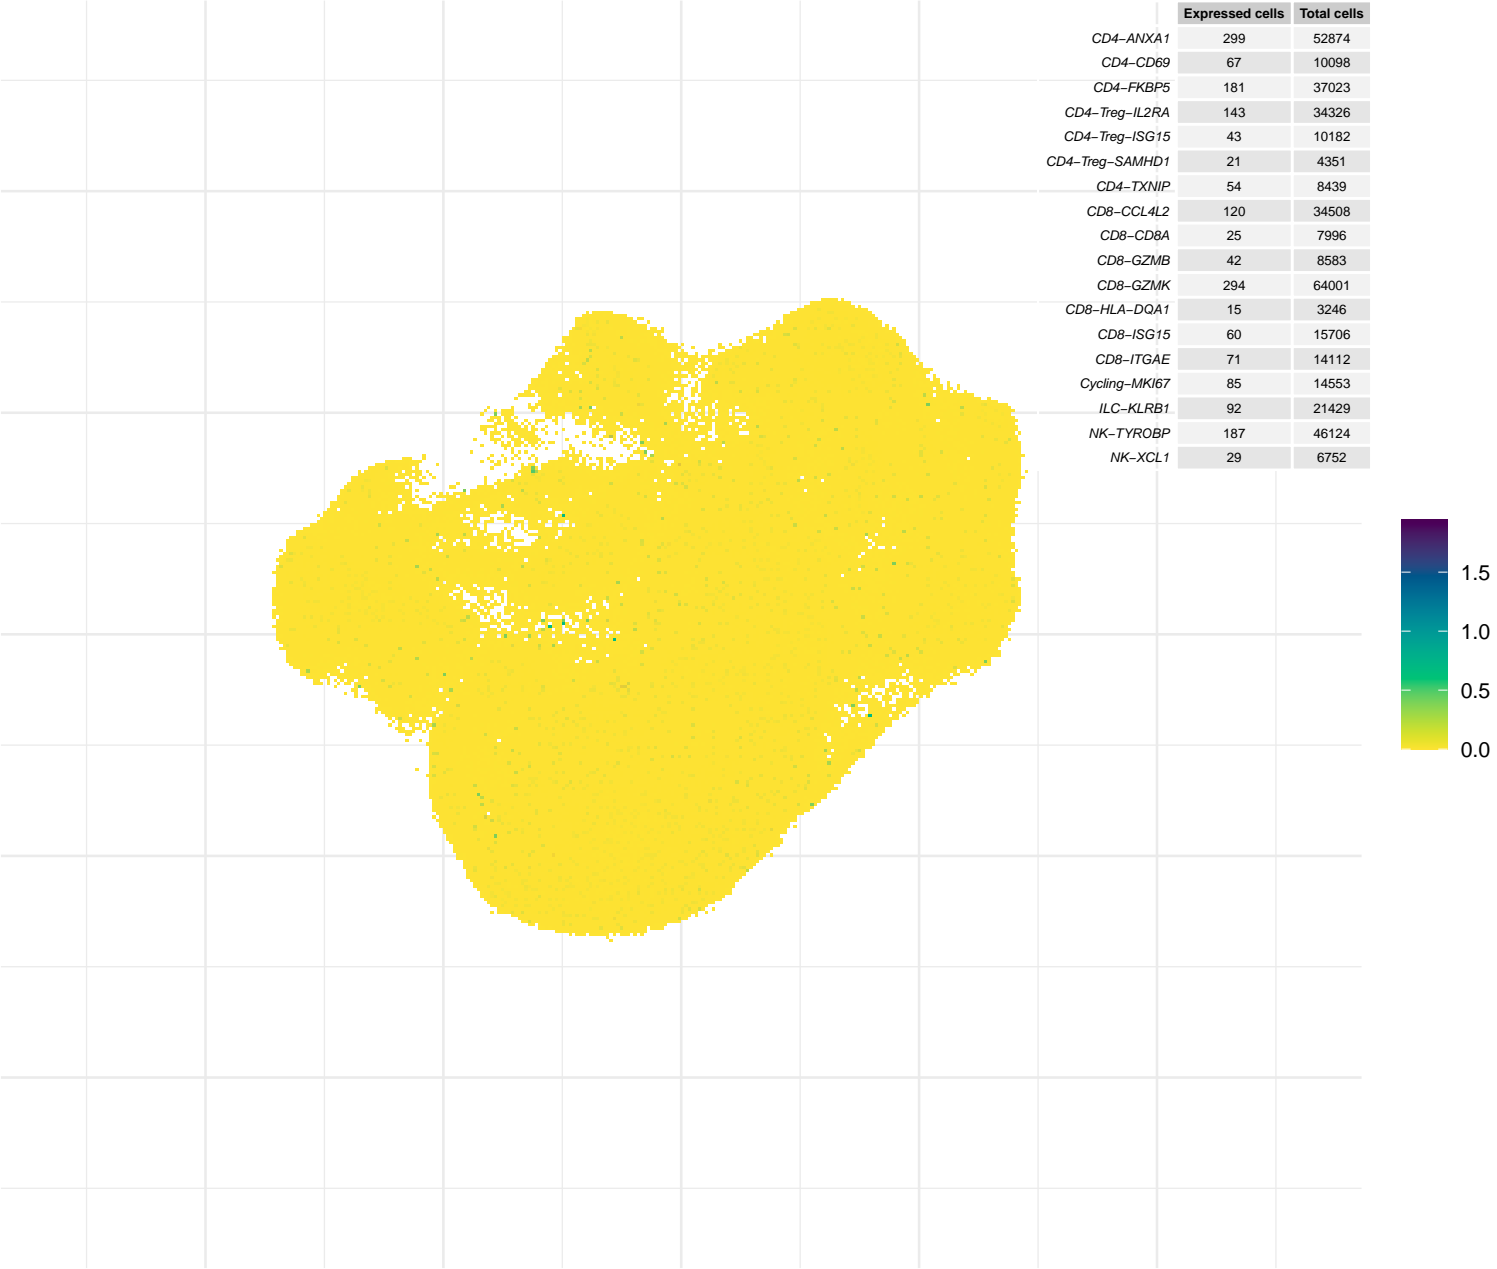 Expressed cells Total cells
CD4−ANXA1 299 52874
CD4−CD69 67 10098
CD4−FKBP5 181 37023
CD4−Treg−IL2RA 143 34326
CD4−Treg−ISG15 43 10182
CD4−Treg−SAMHD1 21 4351
CD4−TXNIP 54 8439
CD8−CCL4L2 120 34508
CD8−CD8A 25 7996
CD8−GZMB 42 8583
CD8−GZMK 294 64001
CD8−HLA−DQA1 15 3246
CD8−ISG15 60 15706
CD8−ITGAE 71 14112
Cycling−MKI67 85 14553
ILC−KLRB1 92 21429
NK−TYROBP 187 46124
NK−XCL1 29 6752
1.5
1.0
0.5
0.0